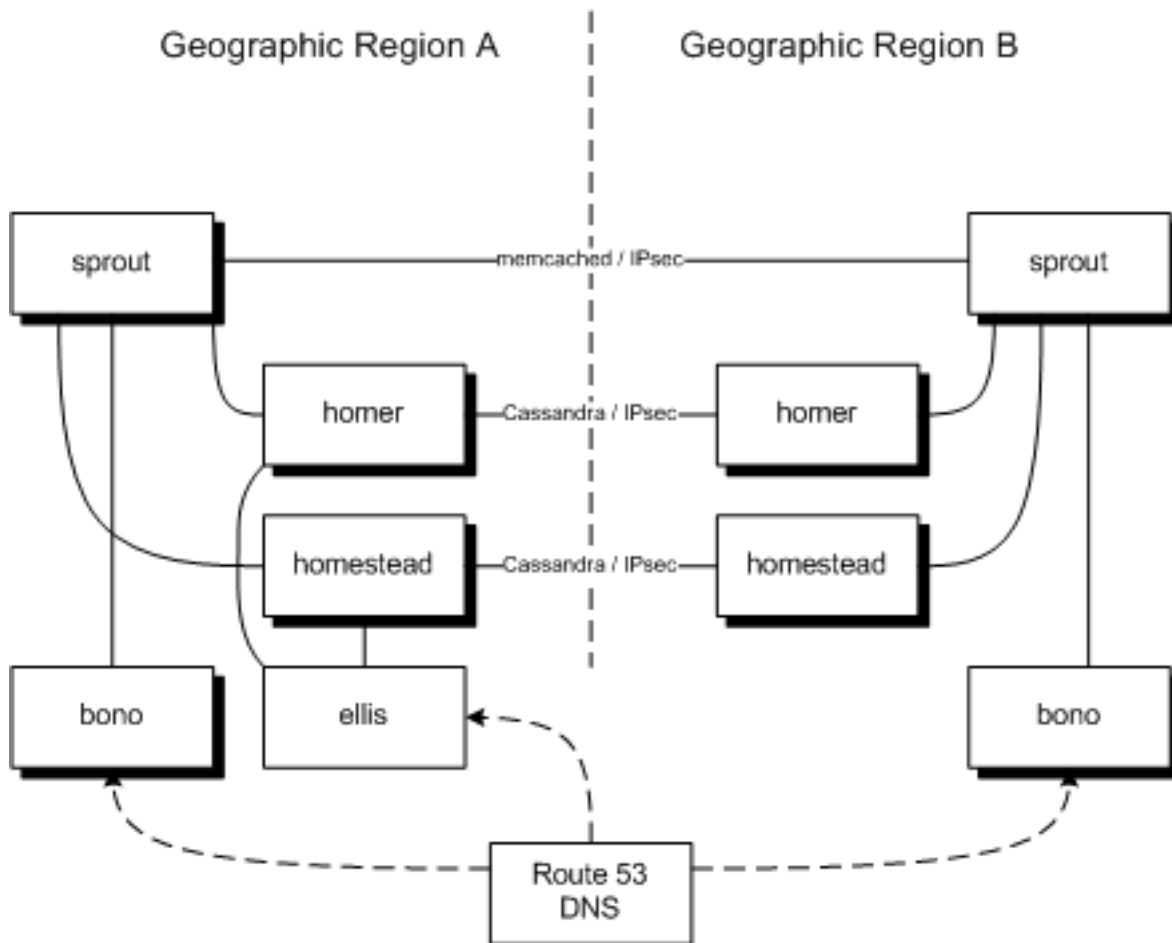 Geographic Region A
Geographic Region B
sprout
memcached / IPsec
sprout
homer
Cassandra / IPsec
homer
homestead
Cassandra / IPsec
homestead
bono
ellis
bono
Route 53
DNS